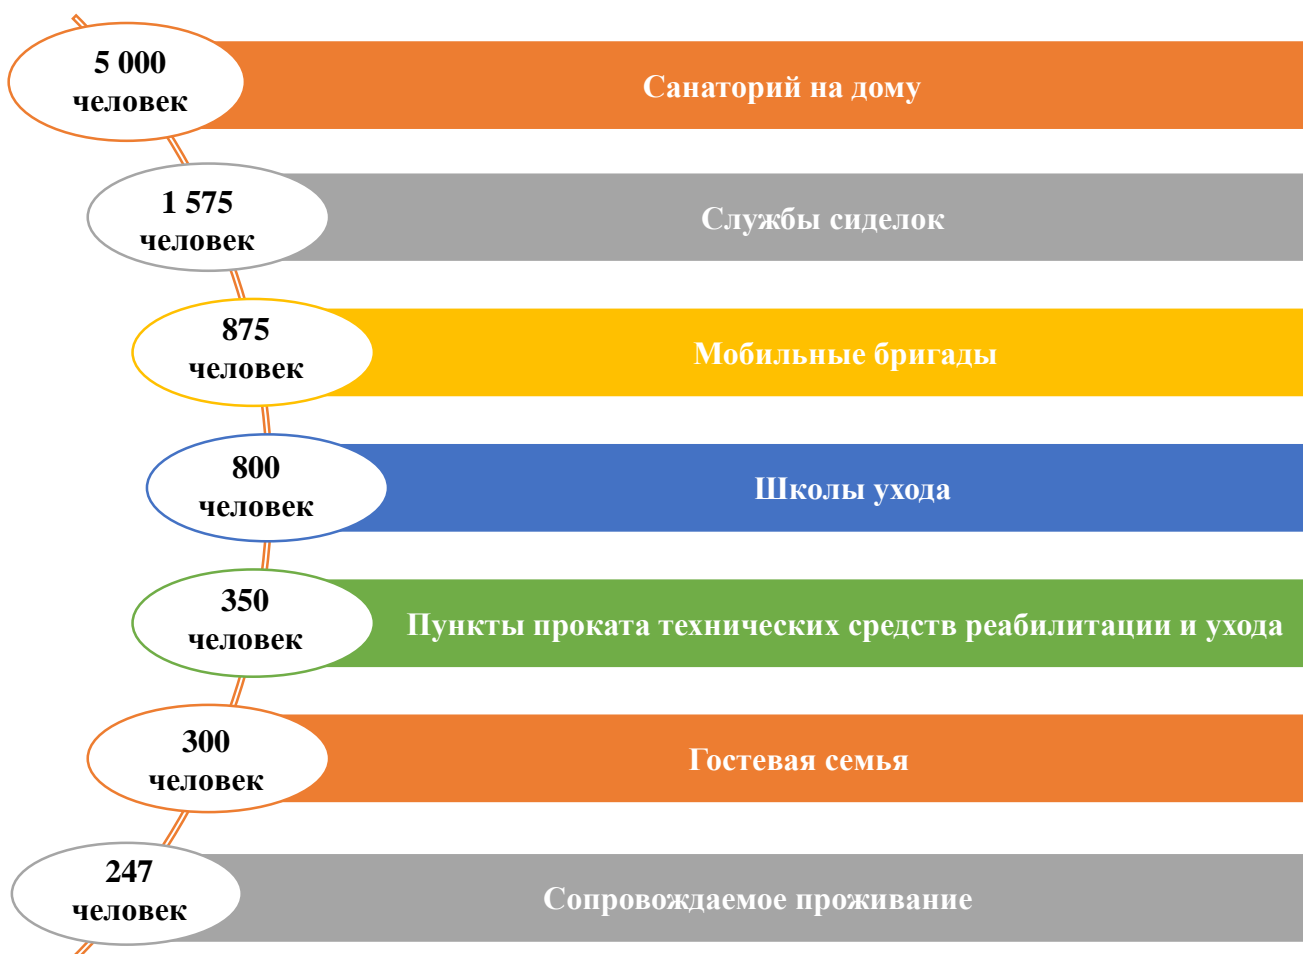 5 000
человек
Санаторий на дому
1 575
человек
Службы сиделок
875
человек
Мобильные бригады
800
человек
Школы ухода
350
человек
Пункты проката технических средств реабилитации и ухода
300
человек
Гостевая семья
247
человек
Сопровождаемое проживание